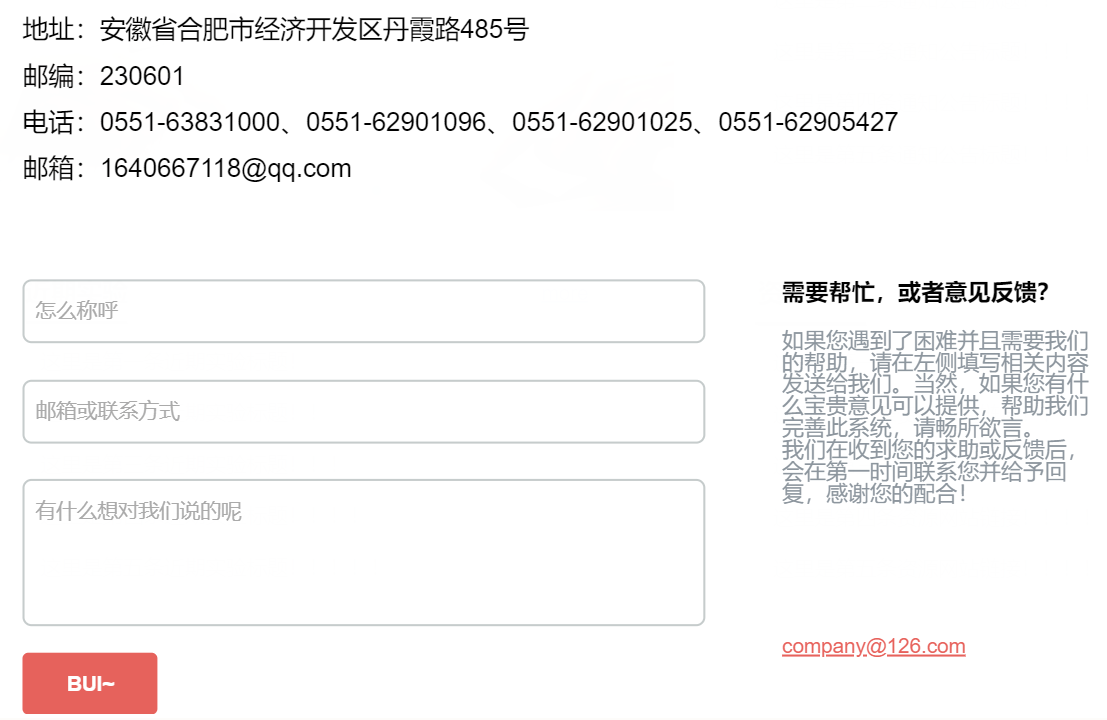 地址：安徽省合肥市经济开发区丹霞路485号
邮编：230601
电话：0551-63831000、0551-62901096、0551-62901025、0551-62905427
邮箱：1640667118@qq.com
怎么称呼
邮箱或联系方式
有什么想对我们说的呢
BUI~
需要帮忙，或者意见反馈？
如果您遇到了困难并且需要我们
的帮助，请在左侧填写相关内容
发送给我们。当然，如果您有什
么宝贵意见可以提供，帮助我们
完善此系统，请畅所欲言。
我们在收到您的求助或反馈后，
会在第一时间联系您并给予回
复，感谢您的配合！
company@126.com